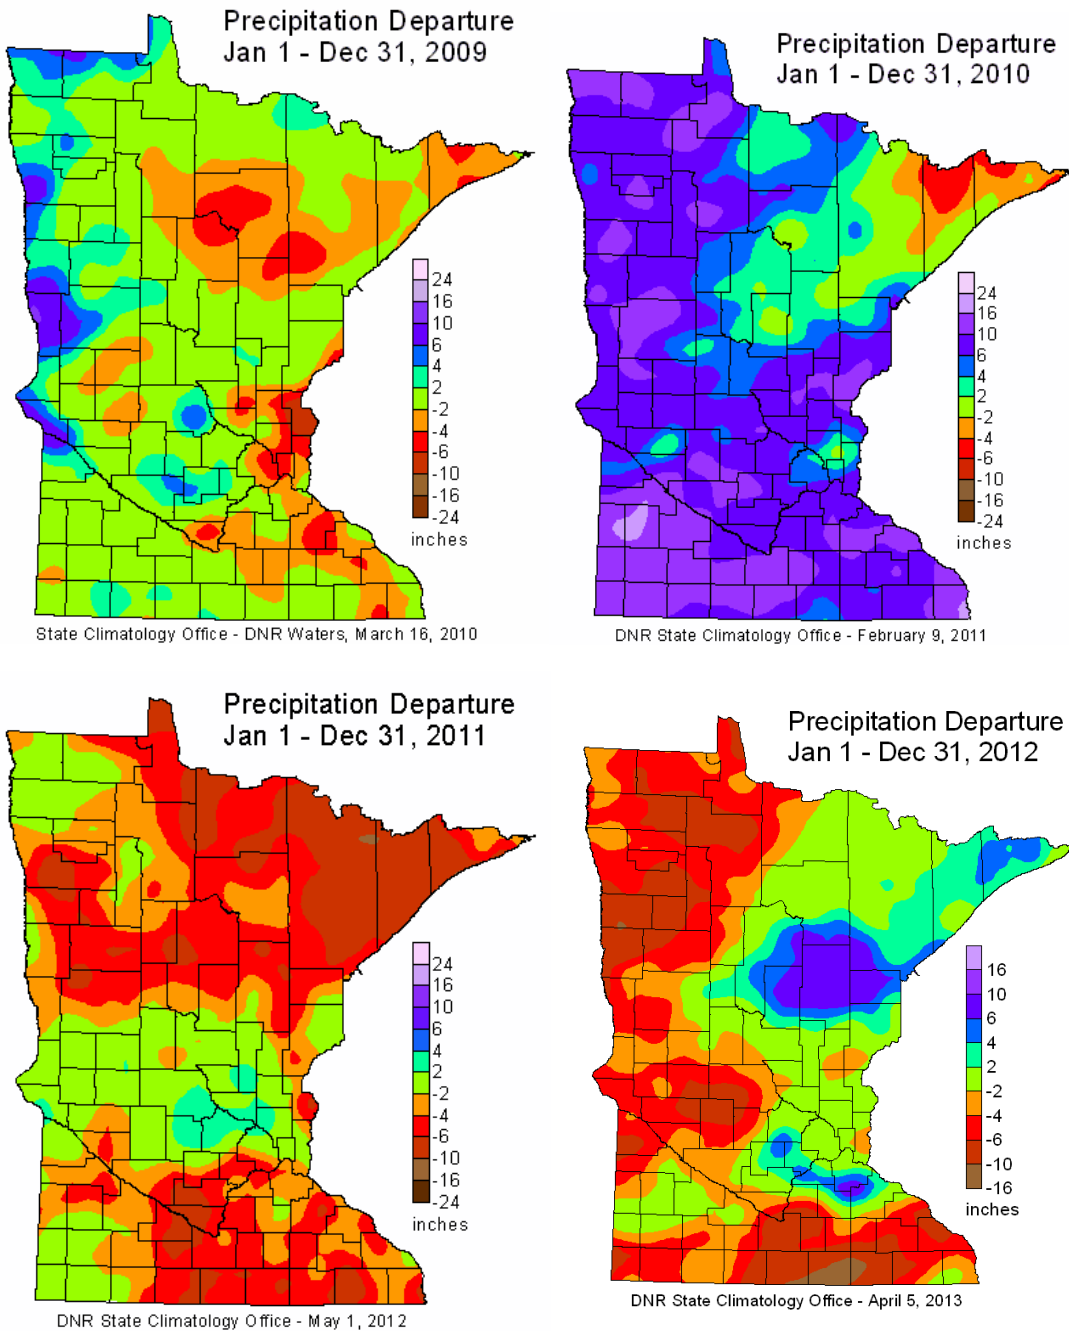 Precipitation Departure
Jan 1 - Dec 31, 2009
24
16
10
6
4
2
-2
-4
-6
-10
-16
-24
inches
State Climatology Office - DNR Waters, March 16, 2010
Precipitation Departure
Jan 1 - Dec 31, 2010
24
16
10
6
4
2
-2
-4
-6
-10
-16
-24
inches
DNR State Climatology Office - February 9, 2011
Precipitation Departure
Jan 1 - Dec 31, 2011
24
16
10
6
4
2
-2
-4
-6
-10
-16
-24
inches
DNR State Climatology Office - May 1, 2012
Precipitation Departure
Jan 1 - Dec 31, 2012
16
10
6
2
-2
-4
-6
-10
-16
inches
DNR State Climatology Office - April 5, 2013